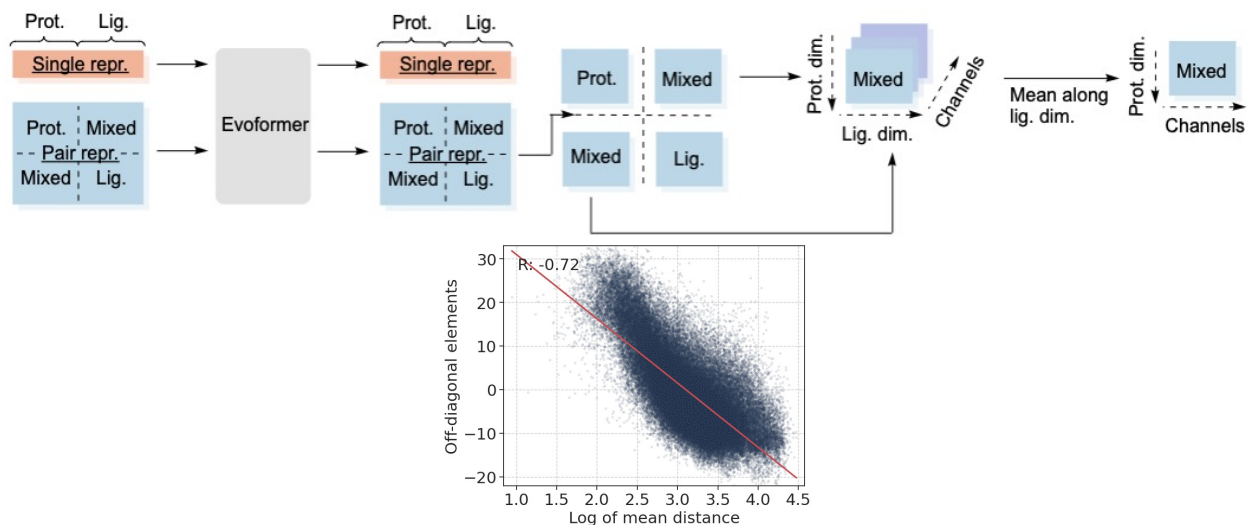 Prot. Lig.
Single repr.
Prot. Mixed
Pair repr.
Mixed Lig.
Evoformer
Prot. Lig.
Single repr.
Prot. Mixed
Pair repr.
Mixed Lig.
Prot. Mixed
Mixed Lig.
Prot. dim.
Mixed
Lig. dim.
Channels
Mean along
lig. dim.
Prot. dim.
Mixed
Channels
R: -0.72
Off-diagonal elements
30
20
10
0
−10
−20
1.0 1.5 2.0 2.5 3.0 3.5 4.0 4.5
Log of mean distance